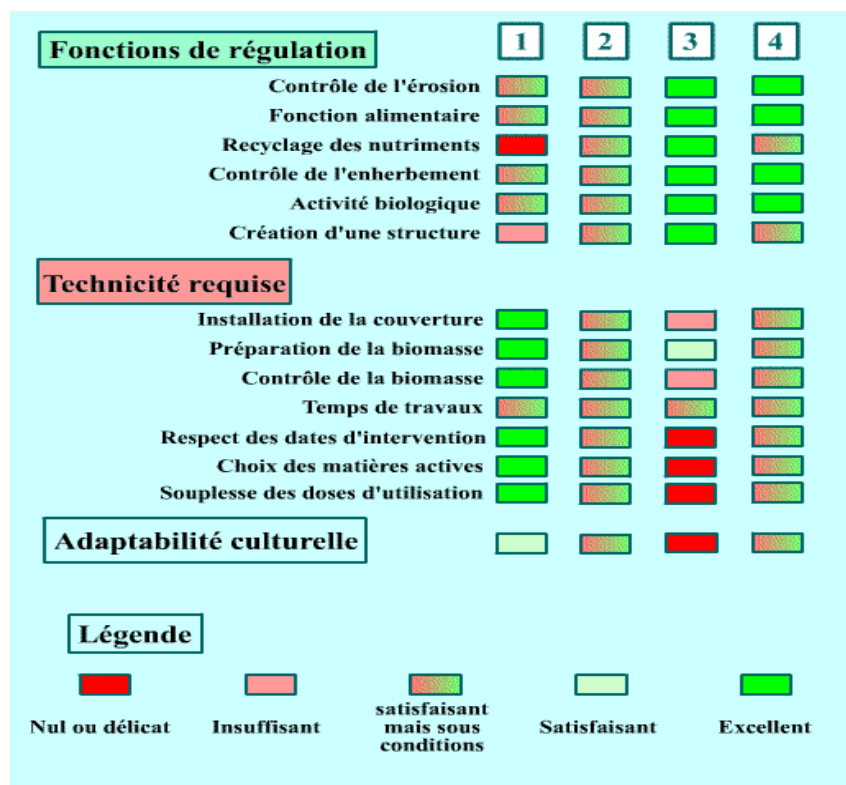 Fonctions de régulation 1 2 3 4
Contrôle de l'érosion
Fonction alimentaire
Recyclage des nutriments
Contrôle de l'enherbement
Activité biologique
Création d'une structure
Technicité requise
Installation de la couverture
Préparation de la biomasse
Contrôle de la biomasse
Temps de travaux
Respect des dates d'intervention
Choix des matières actives
Souplesse des doses d'utilisation
Adaptabilité culturelle
Légende
Nul ou délicat
Insuffisant
satisfaisant
mais sous
conditions
Satisfaisant
Excellent